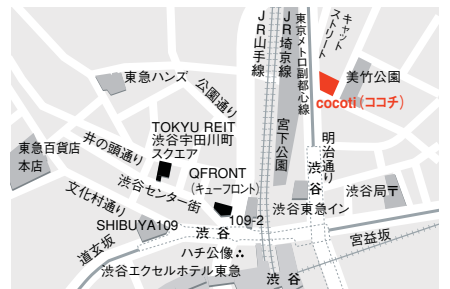 JR山手線
JR埼京線
東京メトロ副都心線
キャット
ストリート
美竹公園
cocoti（ココチ）
東急ハンズ
公園通り
TOKYU REIT
渋谷宇田川町
スクエア
井の頭通り
東急百貨店
本店
宮下公園
明治通り
渋谷
QFRONT
（キューフロント）
渋谷センター街
文化村通り
渋谷局〒
109-2
渋谷東急イン
SHIBUYA109
渋谷
宮益坂
道玄坂
ハチ公像∴
渋谷エクセルホテル東急
渋谷